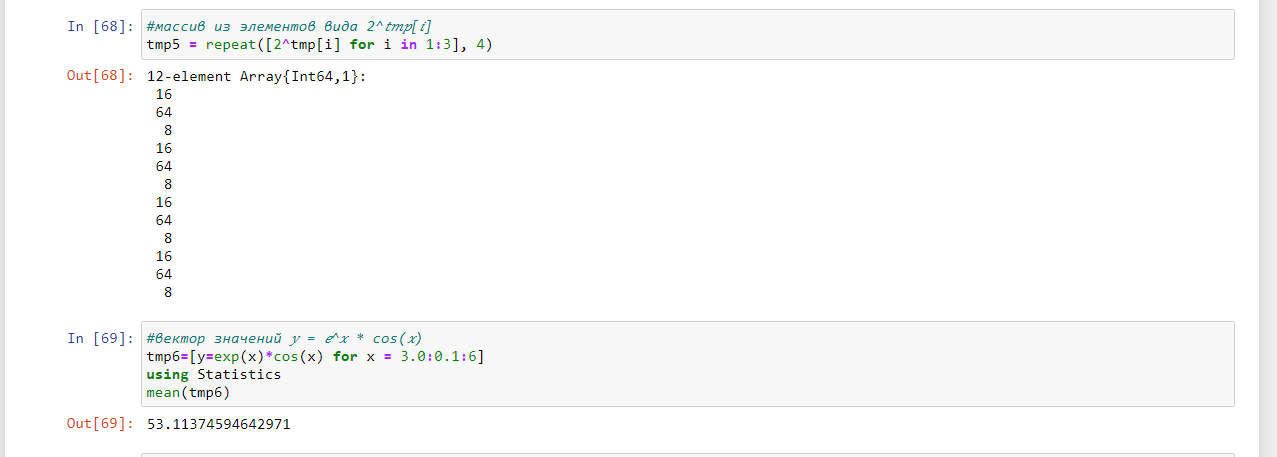 In [68]: #массив из элементов вида 2^𝑡𝑚𝑝[𝑖]
tmp5 = repeat([2^tmp[i] for i in 1:3], 4)
Out[68]: 12-element Array{Int64,1}:
16
64
8
16
64
8
16
64
8
16
64
8
In [69]: #вектор значений 𝑦 = 𝑒^𝑥 * cos(𝑥)
tmp6=[y=exp(x)*cos(x) for x = 3.0:0.1:6]
using Statistics
mean(tmp6)
Out[69]: 53.11374594642971